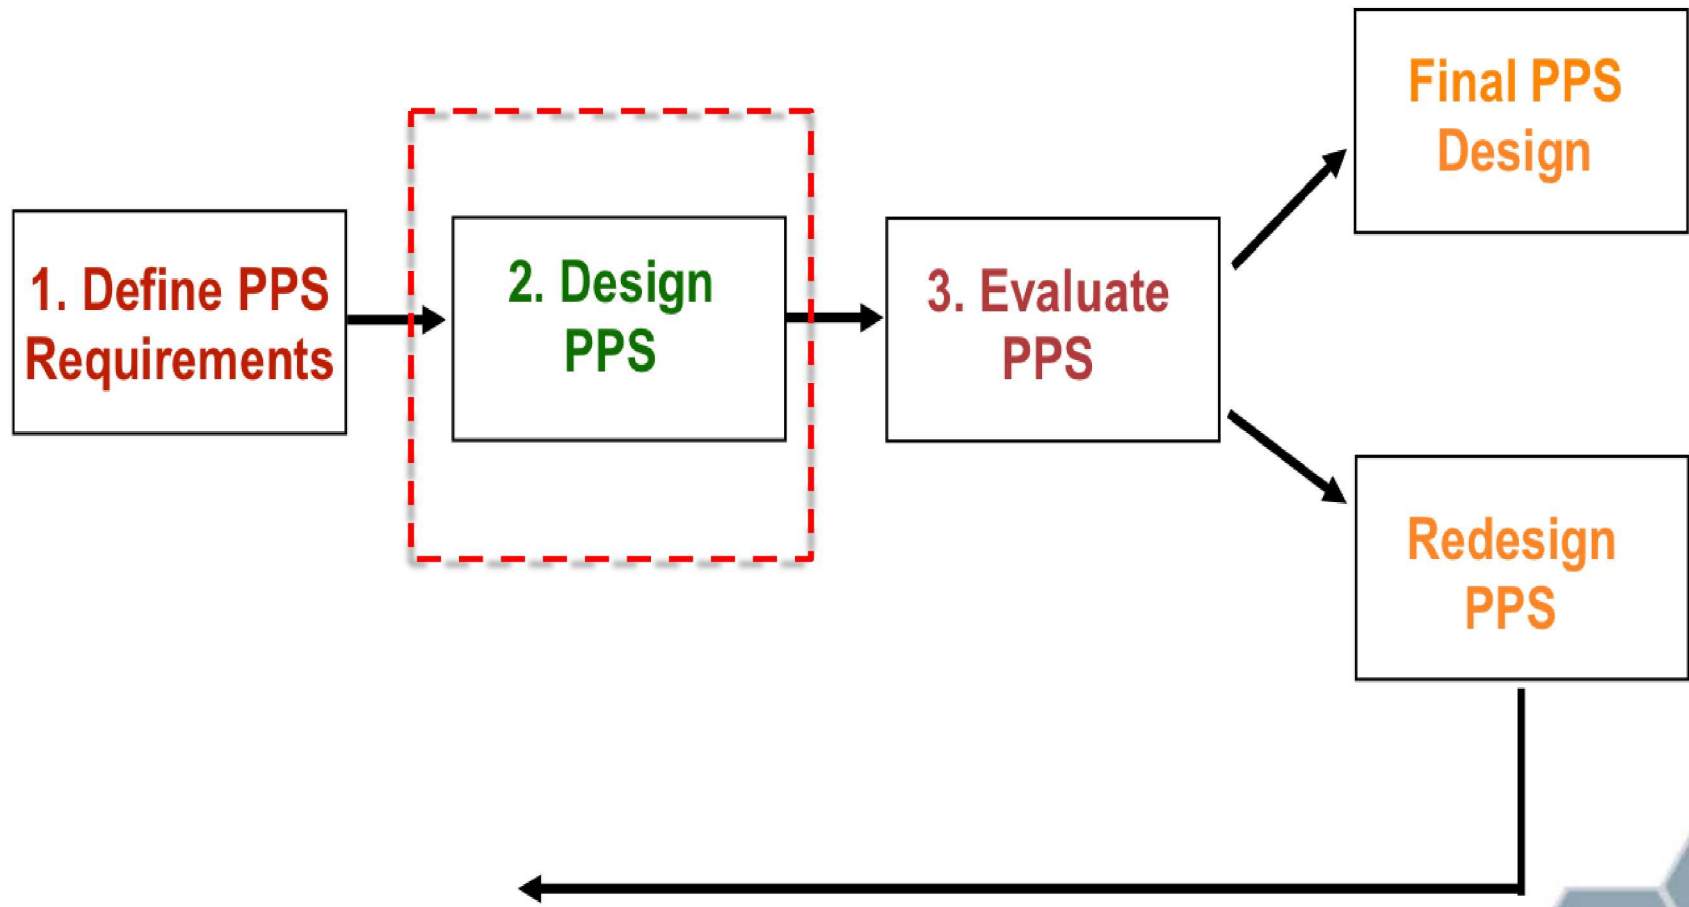 1. Define PPS
Requirements
2. Design
PPS
3. Evaluate
PPS
Final PPS
Design
Redesign
PPS